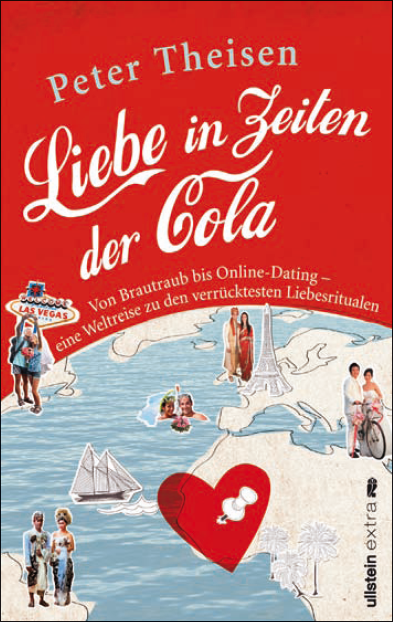 Peter Theisen
Liebe in Zeiten
der Cola
Von Brautraub bis Online-Dating –
eine Weltreise zu den verrücktesten Liebesritualen
LAS VEGAS
ullstein extra